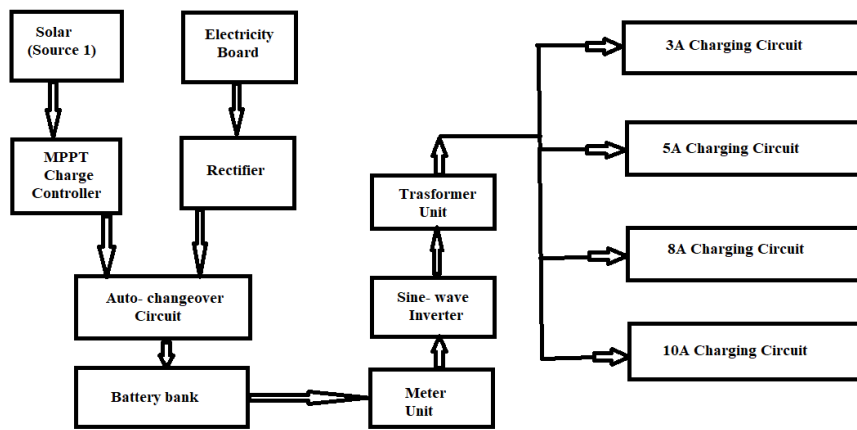 Solar
(Source 1)
Electricity
Board
MPPT
Charge
Controller
Rectifier
Auto- changeover
Circuit
Battery bank
Meter
Unit
Sine- wave
Inverter
Trasformer
Unit
3A Charging Circuit
5A Charging Circuit
8A Charging Circuit
10A Charging Circuit